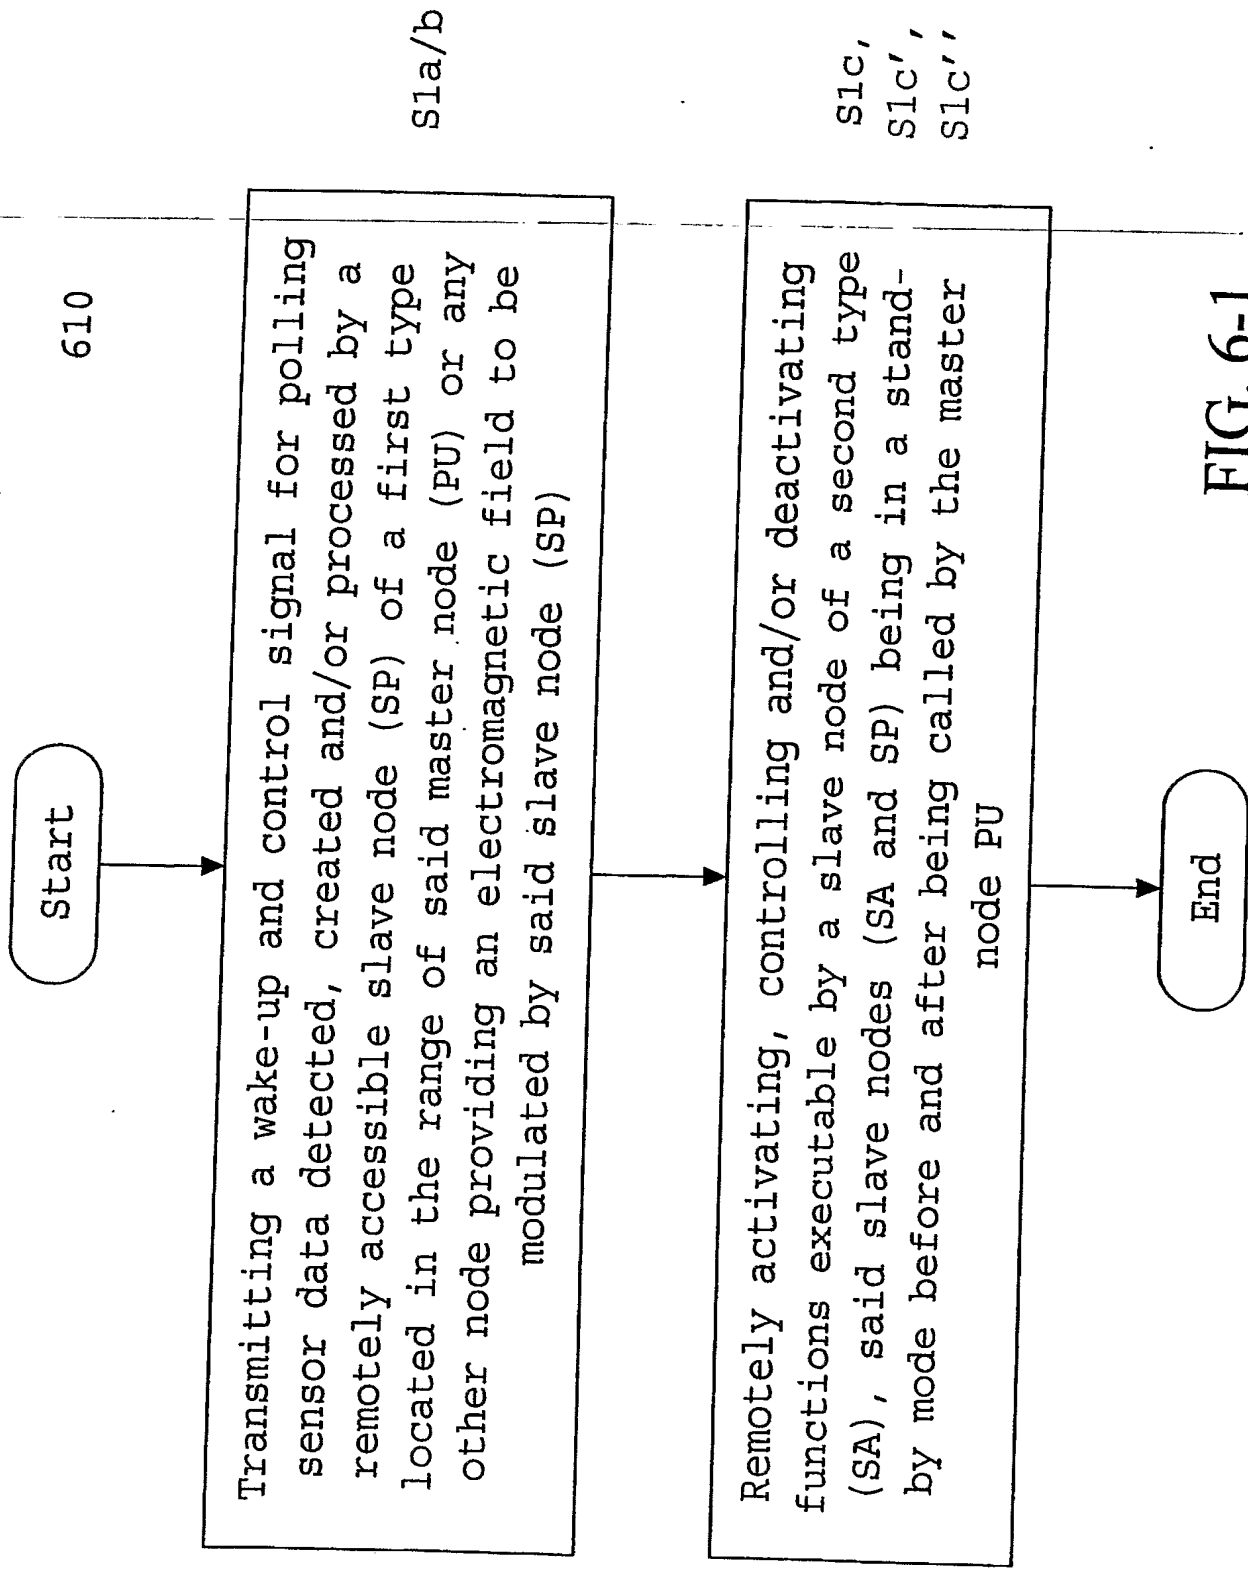 610
Start
Transmitting a wake-up and control signal for polling
sensor data detected, created and/or processed by a
remotely accessible slave node (SP) of a first type
located in the range of said master node (PU) or any
other node providing an electromagnetic field to be
modulated by said slave node (SP)
S1a/b
Remotely activating, controlling and/or deactivating
functions executable by a slave node of a second type
(SA), said slave nodes (SA and SP) being in a stand-
by mode before and after being called by the master
node PU
S1c,
S1c',
S1c''
End
FIG. 6-1